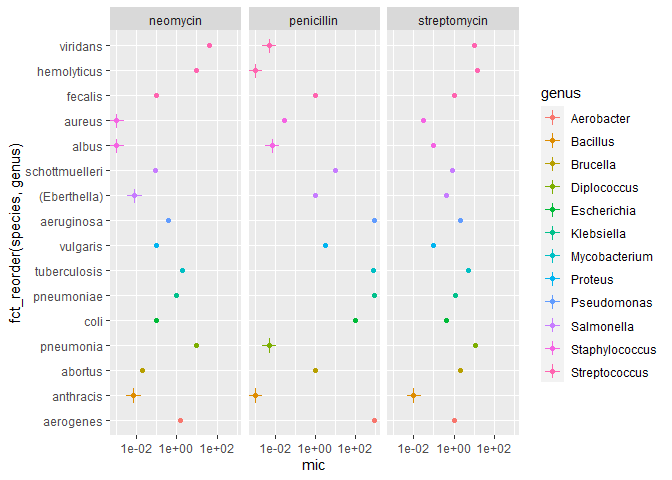 neomycin penicillin streptomycin
viridans
hemolyticus
fecalis
aureus
albus
schottmuelleri
(Eberthella)
aeruginosa
vulgaris
tuberculosis
pneumoniae
coli
pneumonia
abortus
anthracis
aerogenes
fct_reorder(species, genus)
1e-02 1e+00 1e+02 1e-02 1e+00 1e+02 1e-02 1e+00 1e+02
mic
genus
Aerobacter
Bacillus
Brucella
Diplococcus
Escherichia
Klebsiella
Mycobacterium
Proteus
Pseudomonas
Salmonella
Staphylococcus
Streptococcus